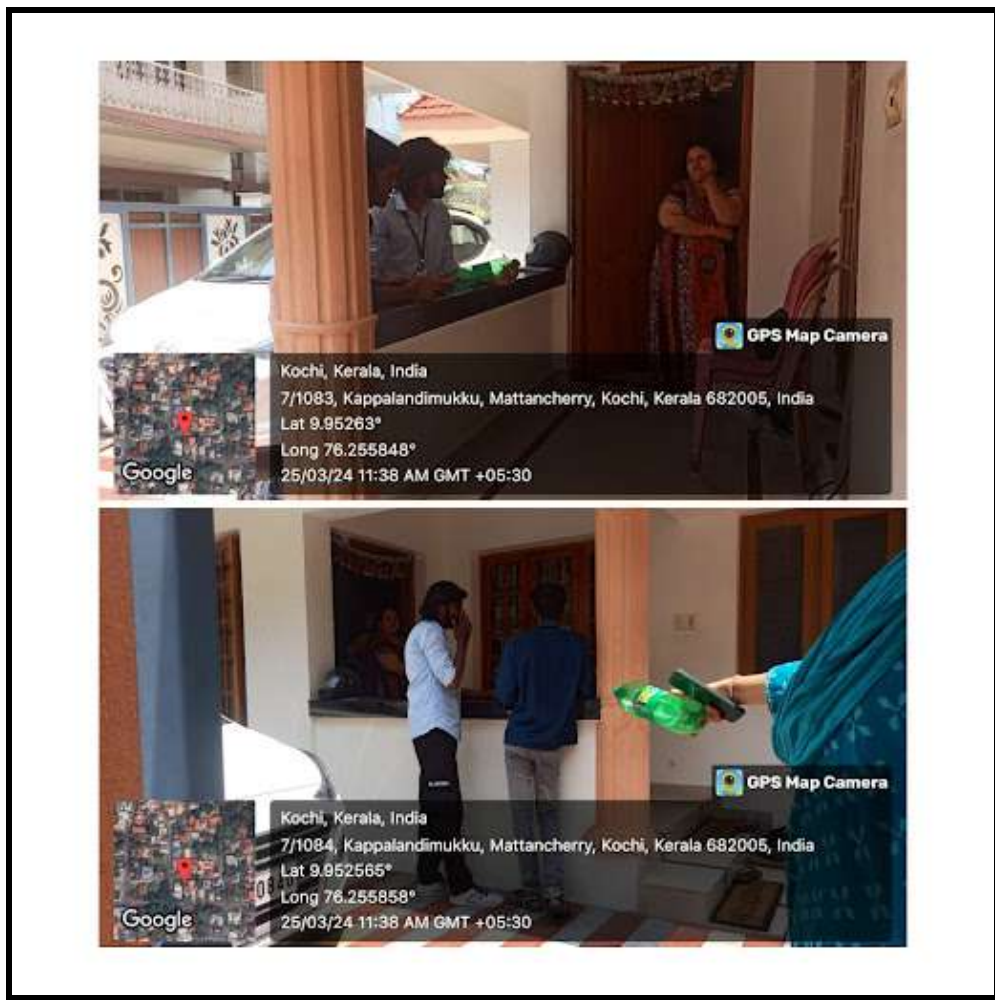 GPS Map Camera
Kochi, Kerala, India
7/1083, Kappalandimukku, Mattancherry, Kochi, Kerala 682005, India
Lat 9.95263°
Long 76.255848°
25/03/24 11:38 AM GMT +05:30
Google
GPS Map Camera
Kochi, Kerala, India
7/1084, Kappalandimukku, Mattancherry, Kochi, Kerala 682005, India
Lat 9.952565°
Long 76.255858°
25/03/24 11:38 AM GMT +05:30
Google